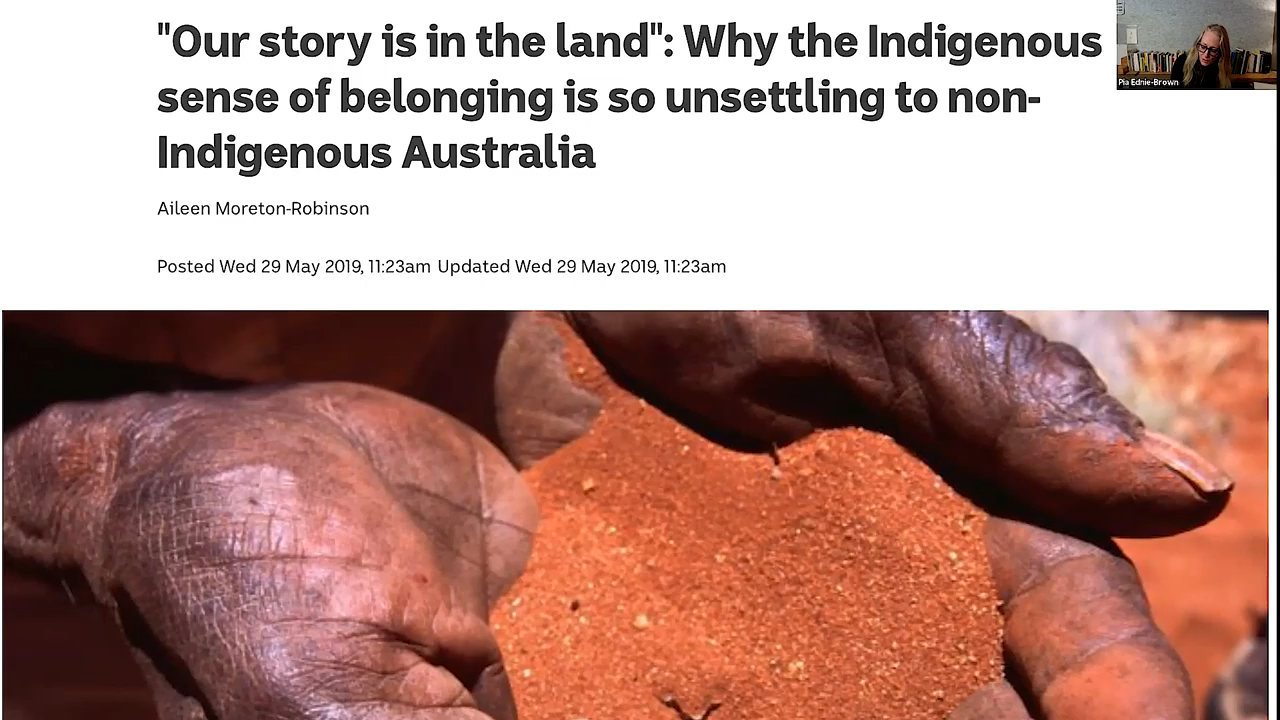 "Our story is in the land": Why the Indigenous
sense of belonging is so unsettling to non-
Indigenous Australia
Aileen Moreton-Robinson
Posted Wed 29 May 2019, 11:23am Updated Wed 29 May 2019, 11:23am
Pia Ednie-Brown